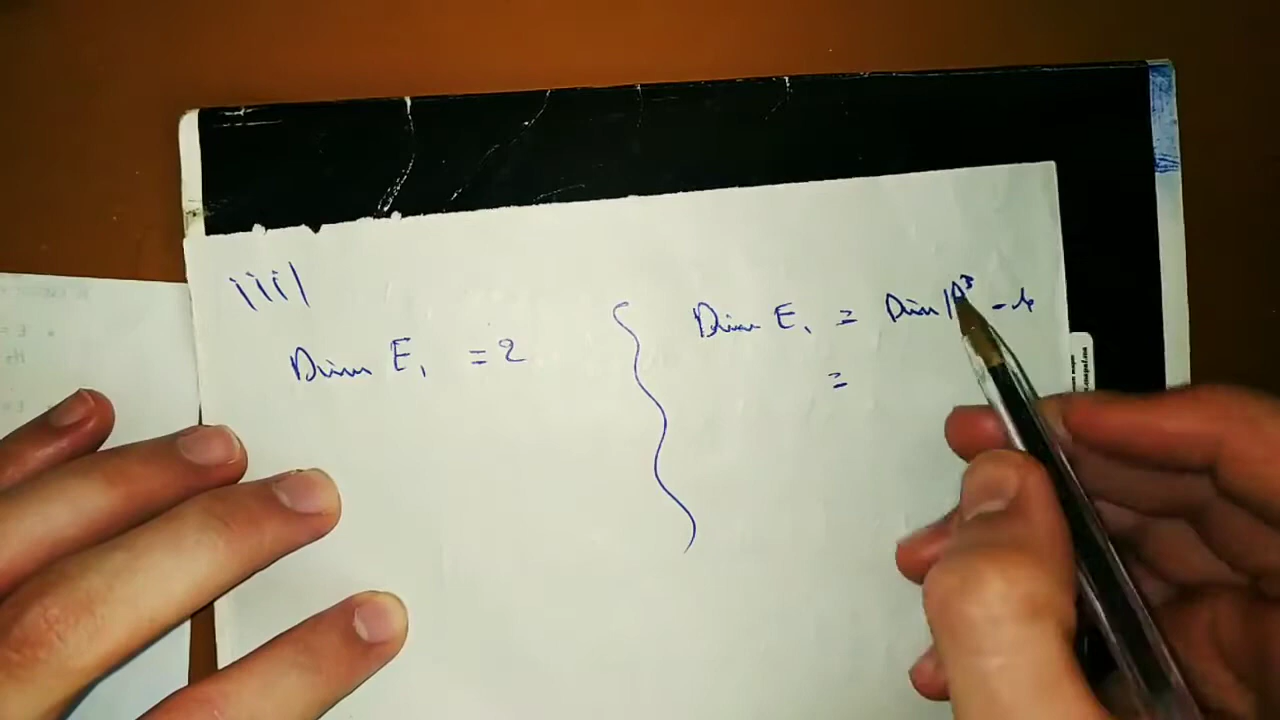 iii)
Dim E₁ = 2
Dim E₁ = Dim ℝ³ -
=